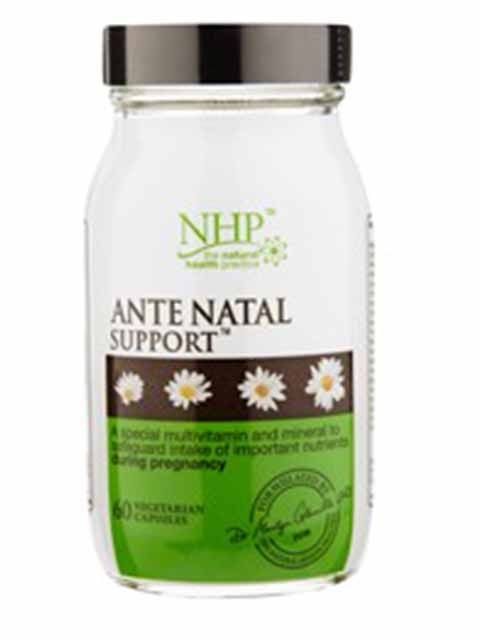 NHP™
the natural
health practice
ANTE NATAL
SUPPORT™
A special multivitamin and mineral to
safeguard intake of important nutrients
during pregnancy
60 VEGETARIAN
CAPSULES
FORMULATED BY
Dr